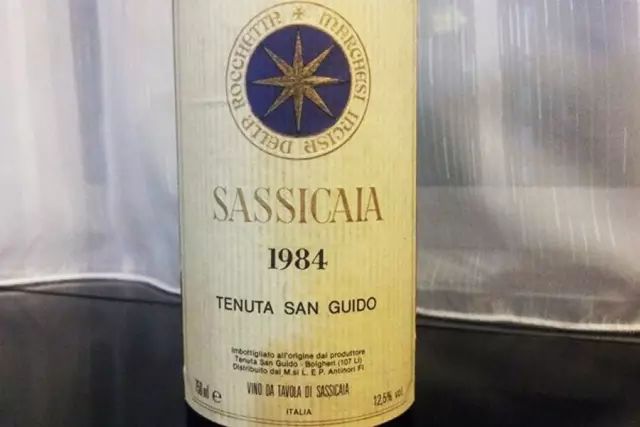 DELLA ROCCHETTA ✶ MARCHESI INCISA
SASSICAIA
1984
TENUTA SAN GUIDO
Imbottigliato all'origine dal produttore
Tenuta San Guido - Bolgheri (107 LI)
Distribuito dal M.si L. E P. Antinori FI
750 ml e
VINO DA TAVOLA DI SASSICAIA
12,5% vol.
ITALIA